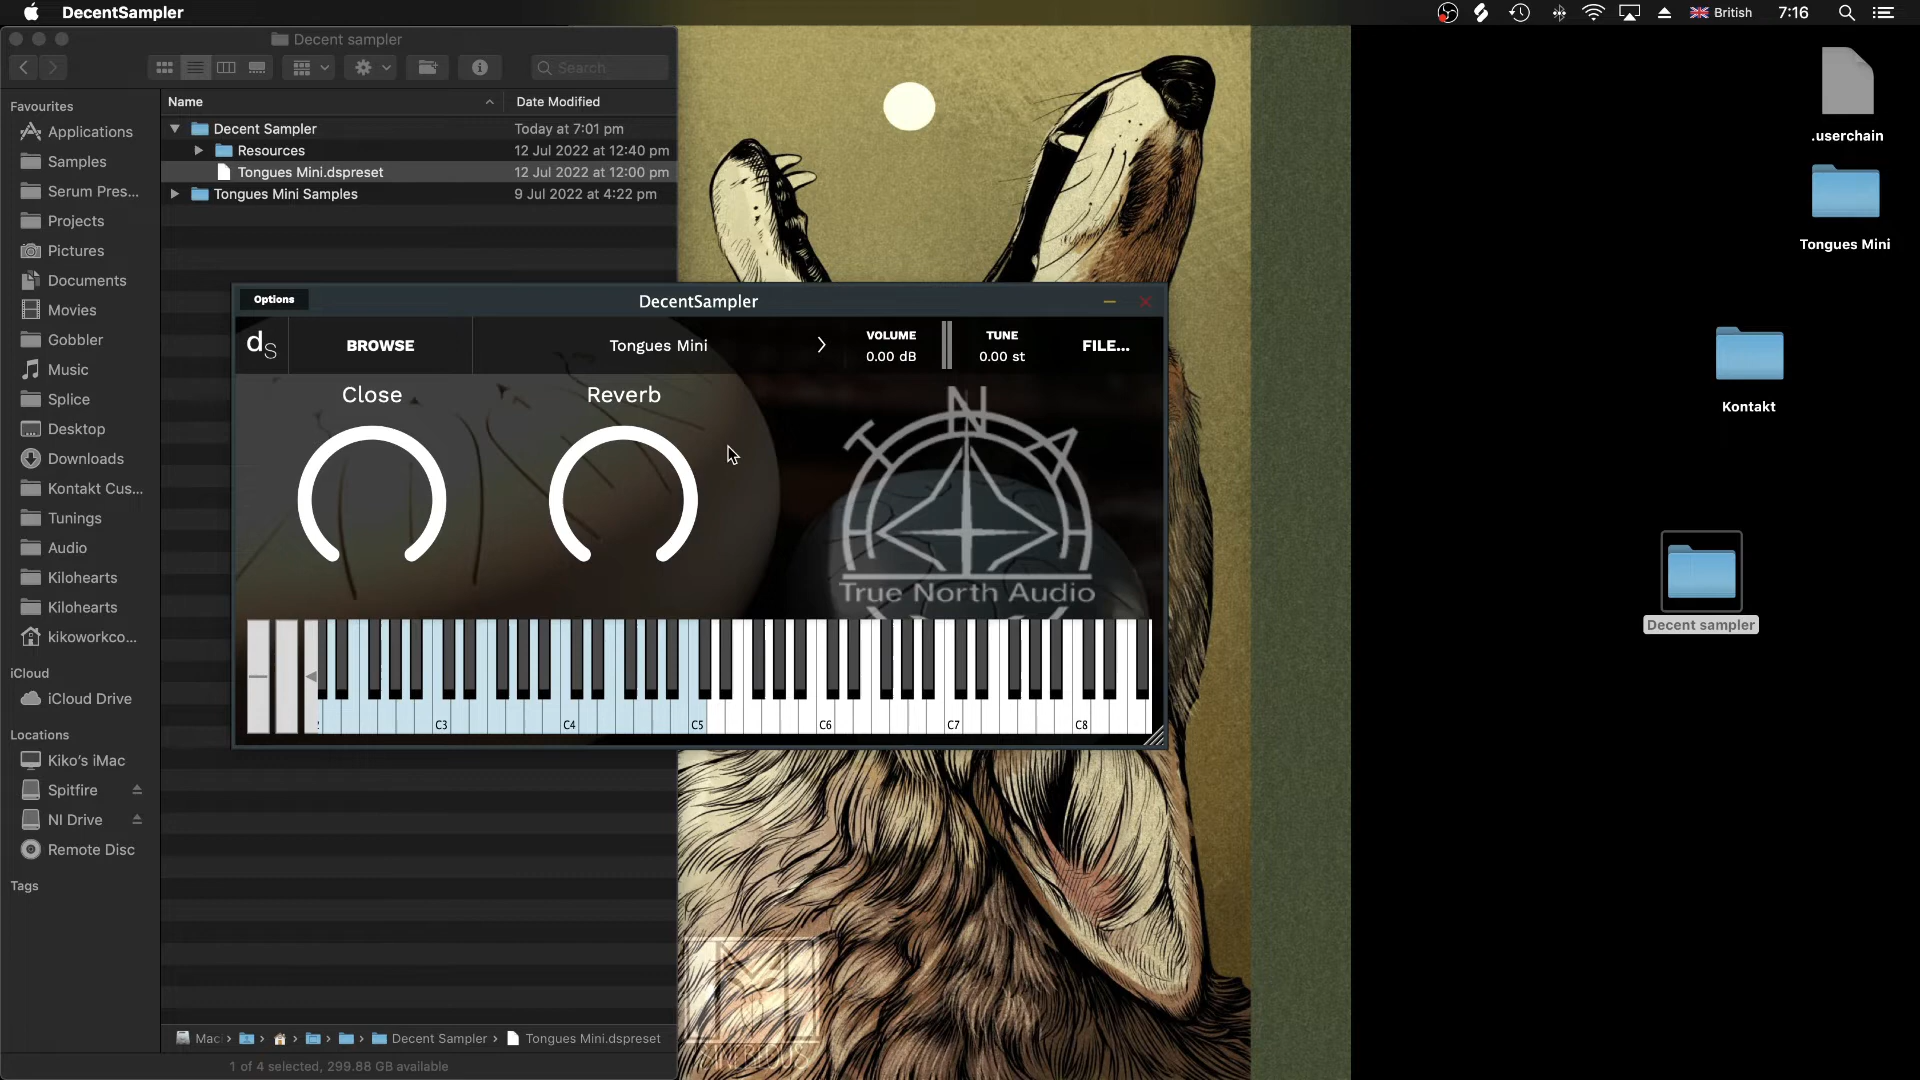 DecentSampler
British
7:16
Decent sampler
Search
Favourites
Applications
Samples
Serum Pres...
Projects
Pictures
Documents
Movies
Gobbler
Music
Splice
Desktop
Downloads
Kontakt Cus...
Tunings
Audio
Kilohearts
Kilohearts
kikoworkco...
iCloud
iCloud Drive
Locations
Kiko's iMac
Spitfire
NI Drive
Remote Disc
Tags
Name Date Modified
Decent Sampler Today at 7:01 pm
Resources 12 Jul 2022 at 12:40 pm
Tongues Mini.dspreset 12 Jul 2022 at 12:00 pm
Tongues Mini Samples 9 Jul 2022 at 4:22 pm
Options
DecentSampler
ds
BROWSE
Tongues Mini
VOLUME
0.00 dB
TUNE
0.00 st
FILE...
Close
Reverb
N
True North Audio
C3 C4 C5 C6 C7 C8
Mac Decent Sampler Tongues Mini.dspreset
1 of 4 selected, 299.88 GB available
.userchain
Tongues Mini
Kontakt
Decent sampler